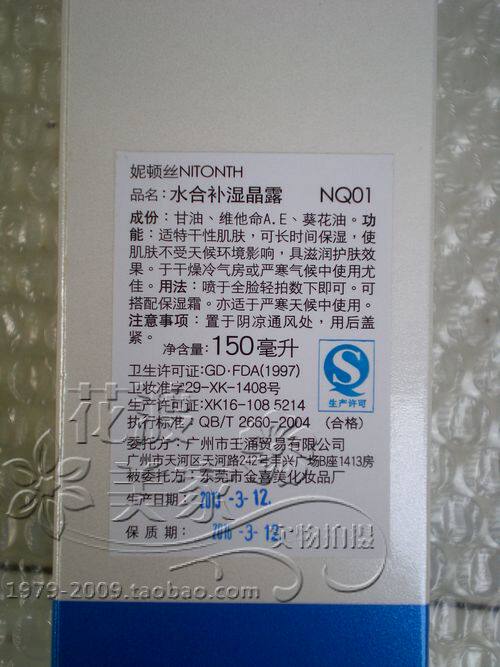 妮顿丝NITONTH
品名:水合补湿晶露 NQ01
成份:甘油、维他命A.E、葵花油。功
能:适特干性肌肤,可长时间保湿,使
肌肤不受天候环境影响,具滋润护肤效
果。于干燥冷气房或严寒气候中使用尤
佳。用法:喷于全脸轻拍数下即可。可
搭配保湿霜。亦适于严寒天候中使用。
注意事项:置于阴凉通风处,用后盖
紧。
净含量:150毫升
卫生许可证:GD·FDA(1997)
卫妆准字29-XK-1408号
生产许可证:XK16-108 5214
执行标准:QB/T 2660-2004 (合格)
生产许可
委托方:广州市王涌贸易有限公司
广州市天河区天河路242号丰兴广场B座1413房
被委托方:东莞市金喜美化妆品厂
生产日期:2013-3-12.
保质期:2016-3-12.
实物拍摄
1979-2009.taobao.com